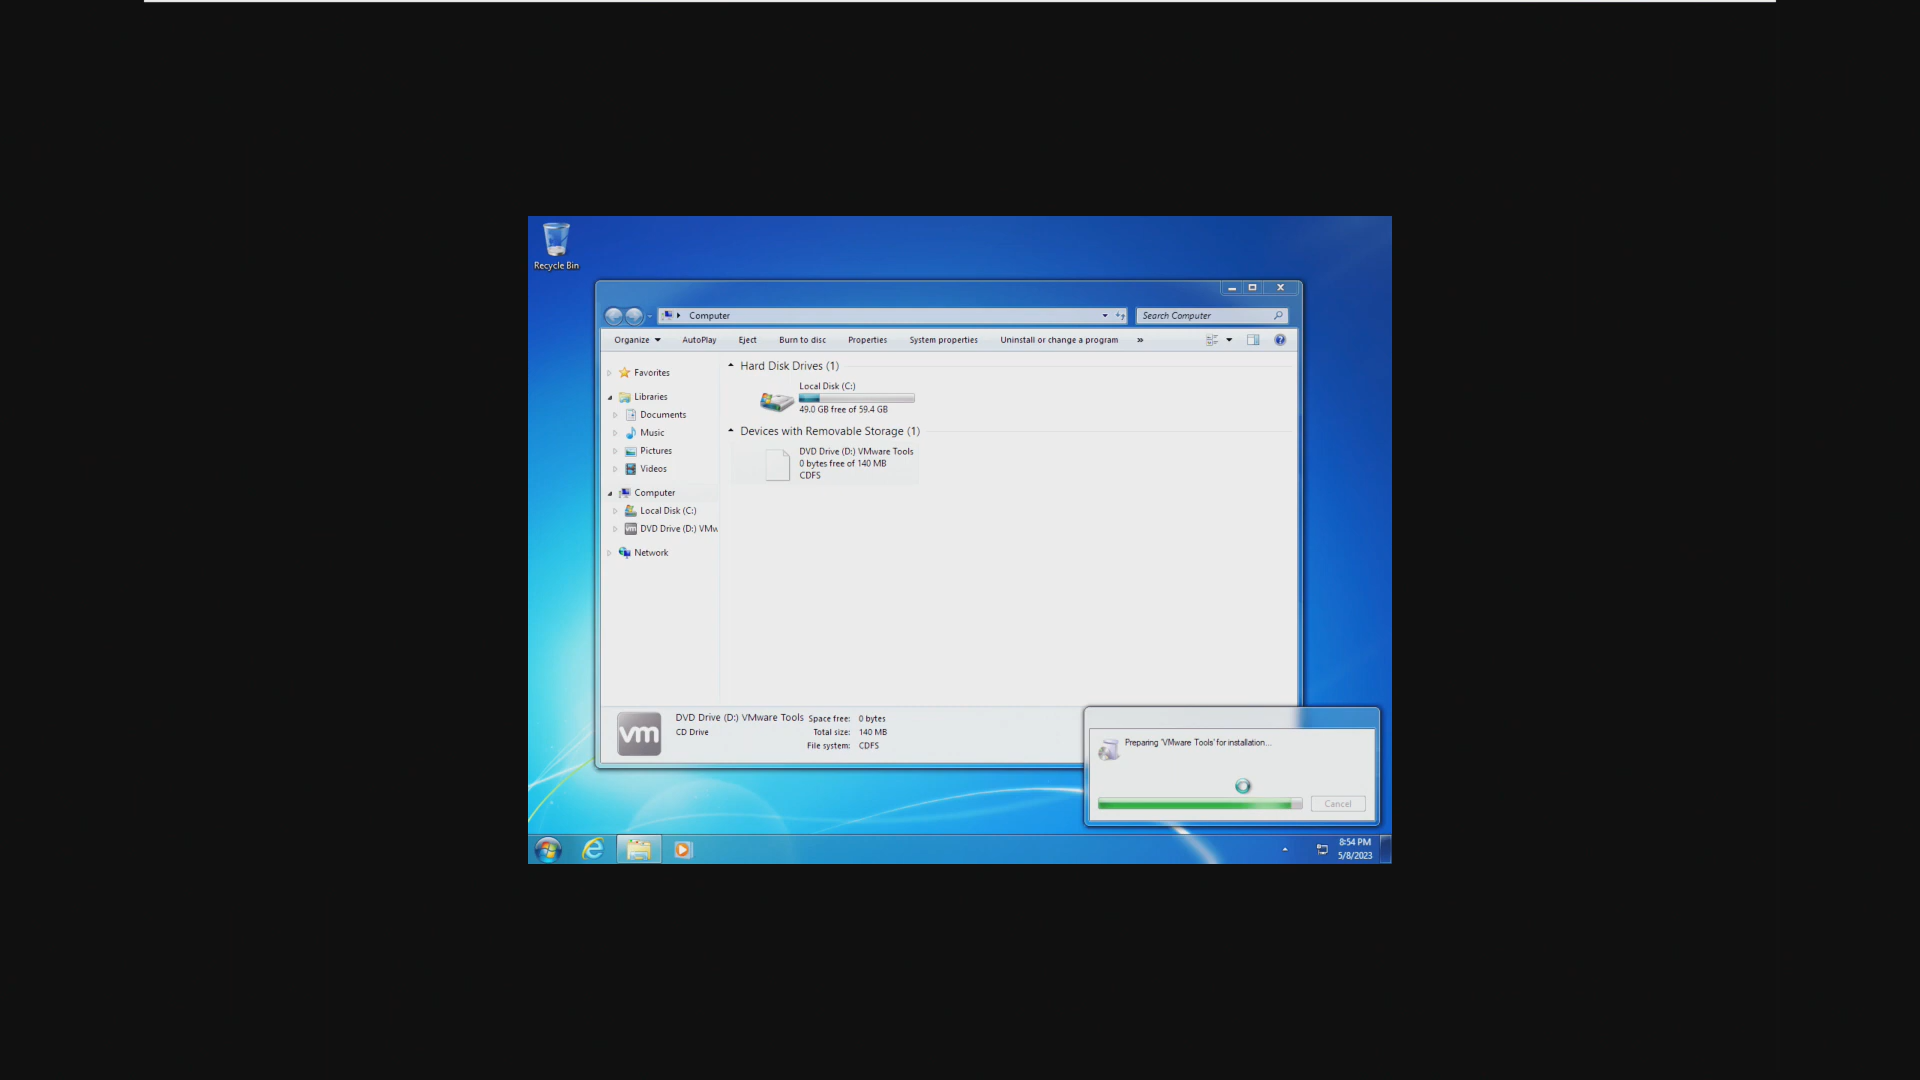 Recycle Bin
Computer
Search Computer
Organize AutoPlay Eject Burn to disc Properties System properties Uninstall or change a program »
Favorites
Libraries
Documents
Music
Pictures
Videos
Computer
Local Disk (C:)
DVD Drive (D:) VMw
Network
Hard Disk Drives (1)
Local Disk (C:)
49.0 GB free of 59.4 GB
Devices with Removable Storage (1)
DVD Drive (D:) VMware Tools
0 bytes free of 140 MB
CDFS
vm
DVD Drive (D:) VMware Tools Space free: 0 bytes
CD Drive Total size: 140 MB
File system: CDFS
Preparing 'VMware Tools' for installation...
Cancel
8:54 PM
5/8/2023